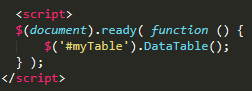 <script>
$(document).ready( function () {
$('#myTable').DataTable();
} );
</script>